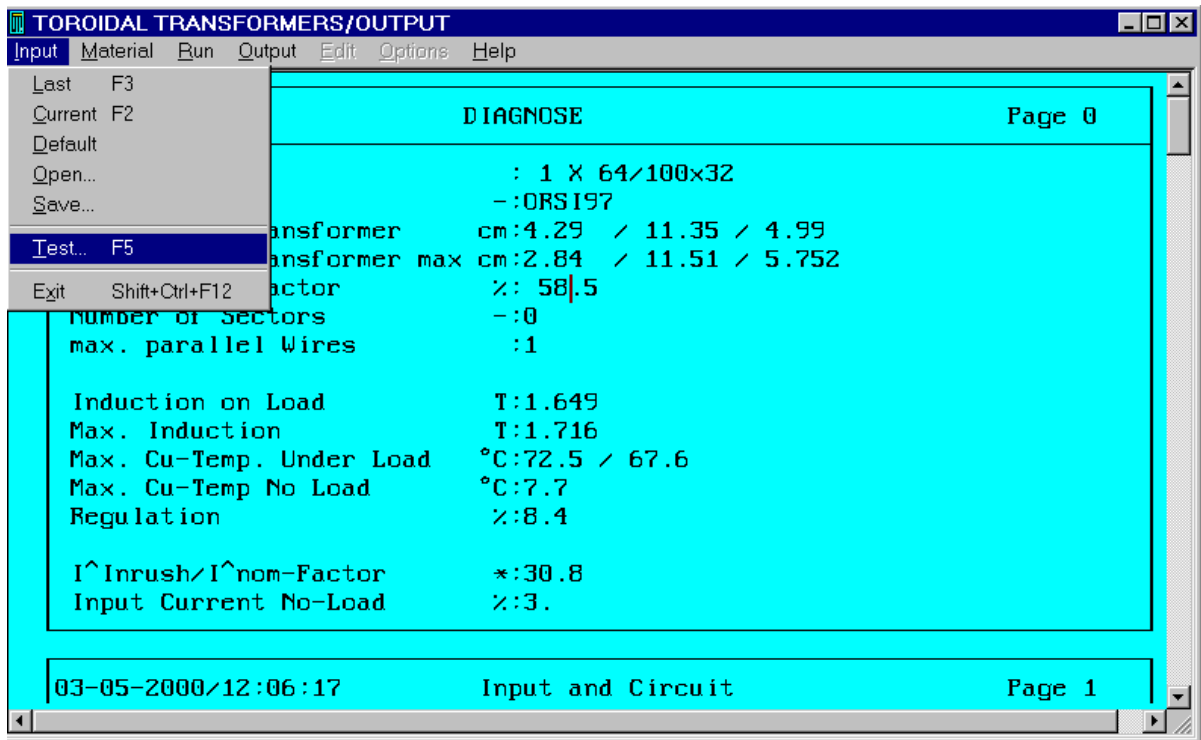 TOROIDAL TRANSFORMERS/OUTPUT
Input Material Run Output Edit Options Help
Last F3
Current F2
Default
Open...
Save...
Test... F5
Exit Shift+Ctrl+F12
DIAGNOSE Page 0
: 1 X 64/100x32
-:ORSI97
ansformer cm:4.29 / 11.35 / 4.99
ansformer max cm:2.84 / 11.51 / 5.752
actor %: 58.5
Number of Sectors -:0
max. parallel Wires :1
Induction on Load T:1.649
Max. Induction T:1.716
Max. Cu-Temp. Under Load °C:72.5 / 67.6
Max. Cu-Temp No Load °C:7.7
Regulation %:8.4
I^Inrush/I^nom-Factor *:30.8
Input Current No-Load %:3.
03-05-2000/12:06:17 Input and Circuit Page 1